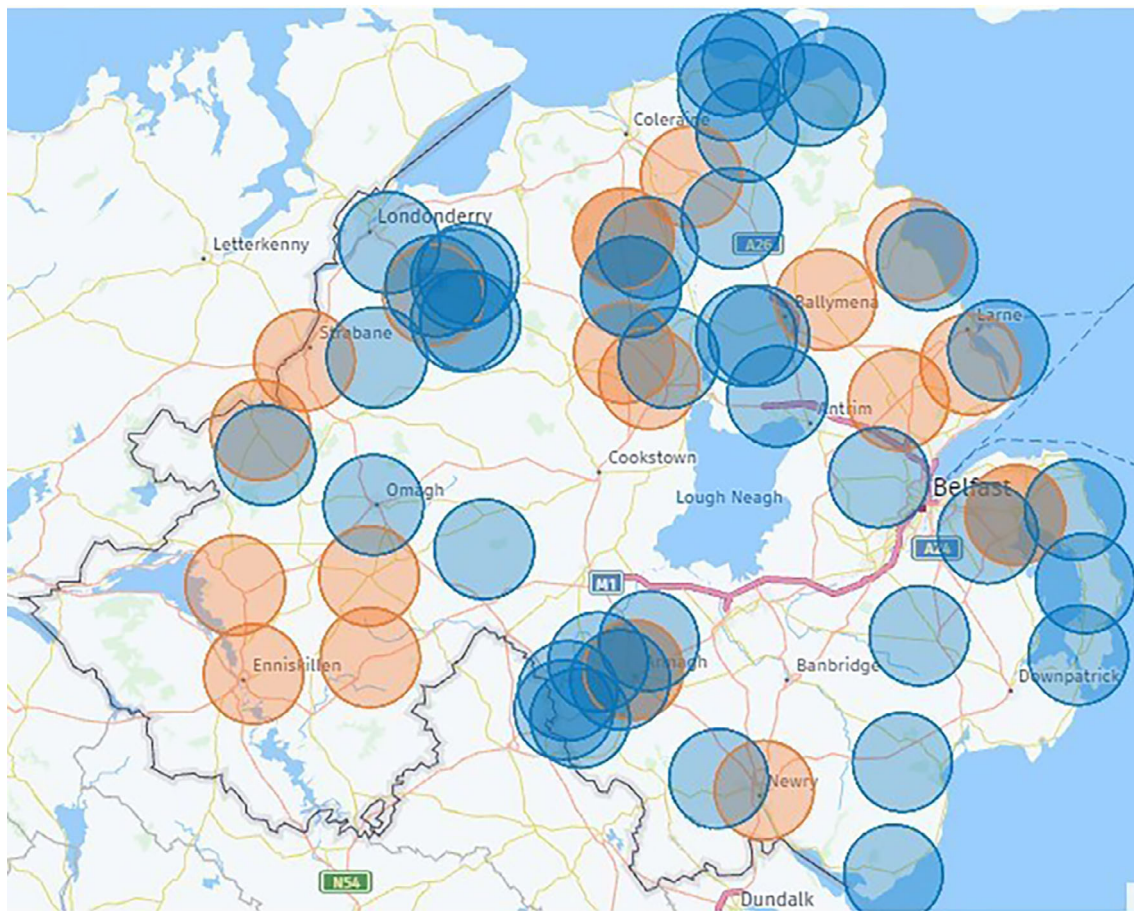 Coleraine
Londonderry
Letterkenny
A26
Ballymena
Larne
Strabane
Antrim
Cookstown
Omagh
Lough Neagh
Belfast
A24
M1
Enniskillen
Armagh
Banbridge
Downpatrick
Newry
N54
Dundalk